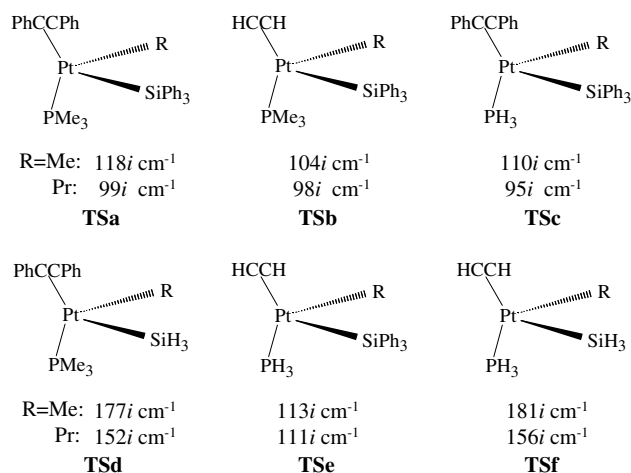 PhCCPh HCCH PhCCPh
R R R
Pt Pt Pt
SiPh3 SiPh3 SiPh3
PMe3 PMe3 PH3
R=Me: 118i cm-1 104i cm-1 110i cm-1
Pr: 99i cm-1 98i cm-1 95i cm-1
TSa TSb TSc
PhCCPh HCCH HCCH
R R R
Pt Pt Pt
SiH3 SiPh3 SiH3
PMe3 PH3 PH3
R=Me: 177i cm-1 113i cm-1 181i cm-1
Pr: 152i cm-1 111i cm-1 156i cm-1
TSd TSe TSf